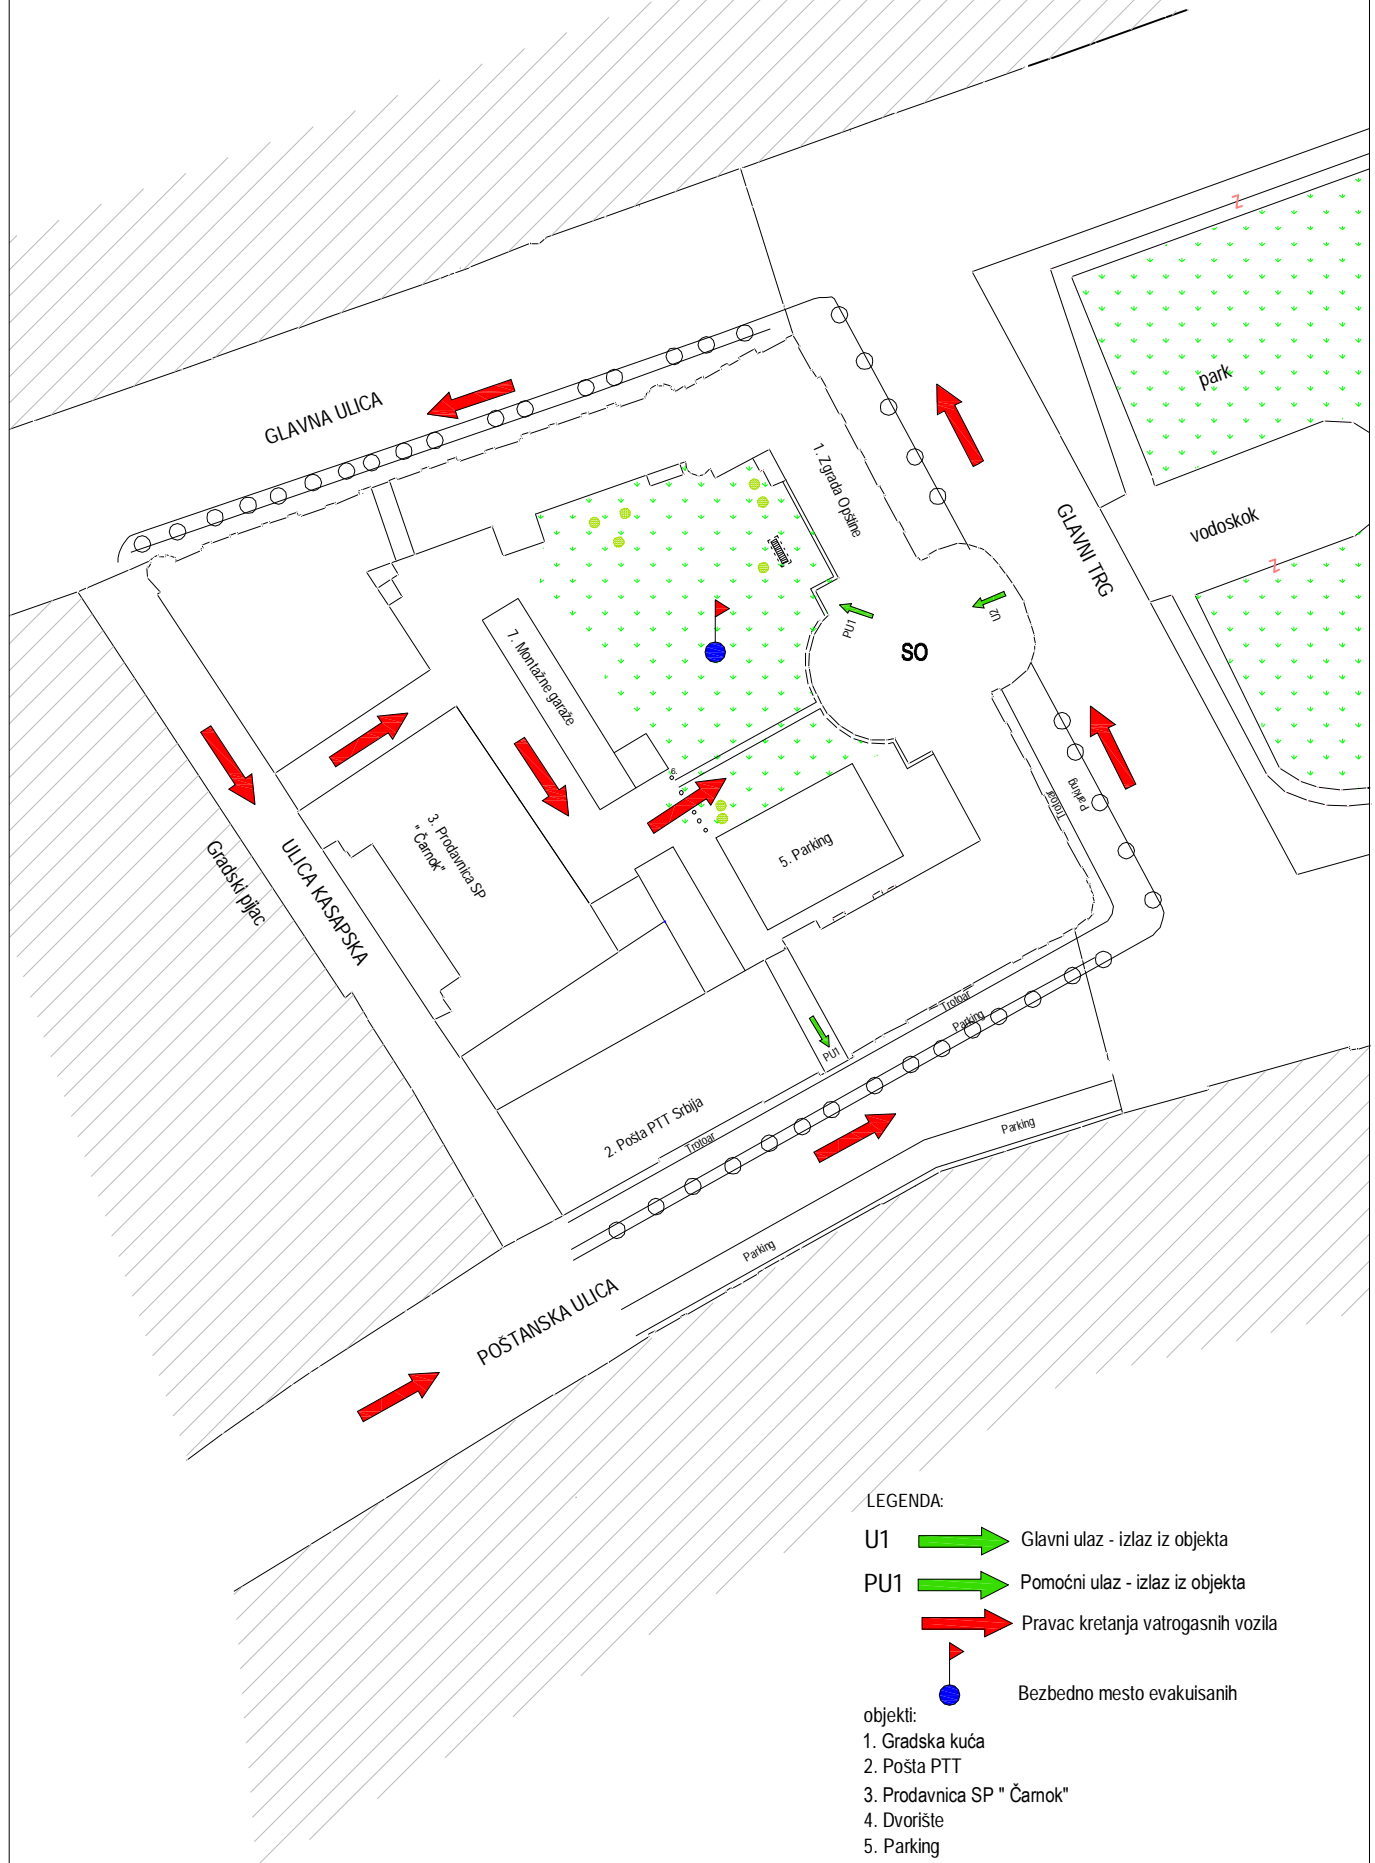 GLAVNA ULICA
park
1. Zgrada Opštine
GLAVNI TRG
vodoskok
PU1
U2
SO
7. Montažne garaže
Trotoar
Parking
Gradski pijac
ULICA KASAPSKA
3. Prodavnica SP
" Čarnok"
5. Parking
Trotoar
Parking
PU1
2. Pošta PTT Srbija
Trotoar
Parking
Parking
POŠTANSKA ULICA
LEGENDA:
U1 Glavni ulaz - izlaz iz objekta
PU1 Pomoćni ulaz - izlaz iz objekta
Pravac kretanja vatrogasnih vozila
Bezbedno mesto evakuisanih
objekti:
1. Gradska kuća
2. Pošta PTT
3. Prodavnica SP " Čarnok"
4. Dvorište
5. Parking